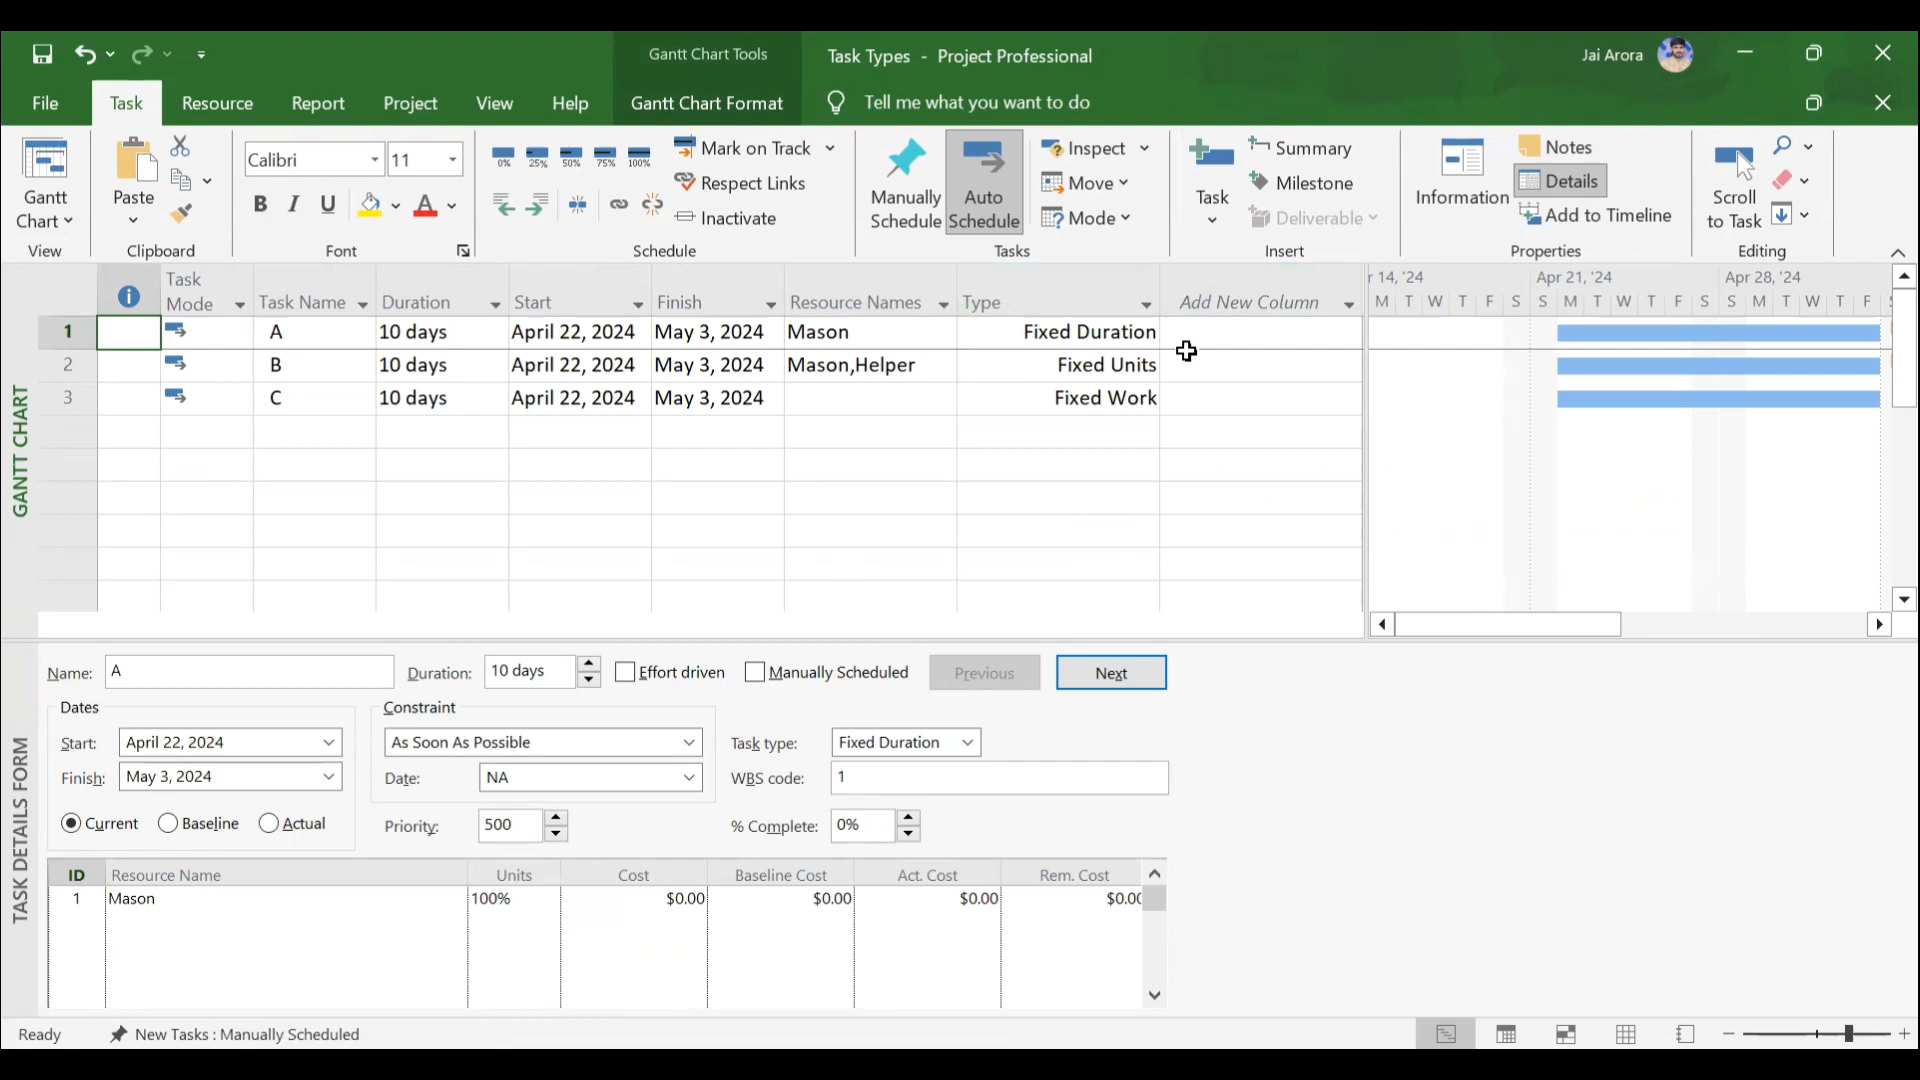 Gantt Chart Tools
Task Types - Project Professional
Jai Arora
File Task Resource Report Project View Help Gantt Chart Format Tell me what you want to do
Gantt Chart
View
Paste
Clipboard
Calibri 11
B I U A
Font
0% 25% 50% 75% 100%
Mark on Track
Respect Links
Inactivate
Schedule
Manually Schedule
Auto Schedule
Inspect
Move
Mode
Tasks
Task
Summary
Milestone
Deliverable
Insert
Information
Notes
Details
Add to Timeline
Properties
Scroll to Task
Editing
GANTT CHART
Task Mode Task Name Duration Start Finish Resource Names Type Add New Column
r 14, '24 Apr 21, '24 Apr 28, '24
M T W T F S S M T W T F S S M T W T F
1 A 10 days April 22, 2024 May 3, 2024 Mason Fixed Duration
2 B 10 days April 22, 2024 May 3, 2024 Mason,Helper Fixed Units
3 C 10 days April 22, 2024 May 3, 2024 Fixed Work
TASK DETAILS FORM
Name: A Duration: 10 days Effort driven Manually Scheduled Previous Next
Dates Constraint
Start: April 22, 2024 As Soon As Possible Task type: Fixed Duration
Finish: May 3, 2024 Date: NA WBS code: 1
Current Baseline Actual Priority: 500 % Complete: 0%
ID Resource Name Units Cost Baseline Cost Act. Cost Rem. Cost
1 Mason 100% $0.00 $0.00 $0.00 $0.00
Ready New Tasks : Manually Scheduled